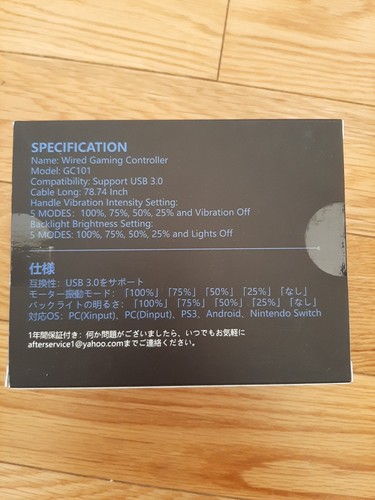 SPECIFICATION
Name: Wired Gaming Controller
Model: GC101
Compatibility: Support USB 3.0
Cable Long: 78.74 Inch
Handle Vibration Intensity Setting:
5 MODES:  100%, 75%, 50%, 25% and Vibration Off
Backlight Brightness Setting:
5 MODES: 100%, 75%, 50%, 25% and Lights Off
仕様
互換性：USB 3.0をサポート
モーター振動モード：「100%」「75%」「50%」「25%」「なし」
バックライトの明るさ：「100%」「75%」「50%」「25%」「なし」
対応OS：PC(Xinput)、PC(Dinput)、PS3、Android、Nintendo Switch
1年間保証付き：何か問題がございましたら、いつでもお気軽に
afterservice1@yahoo.comまでご連絡ください。